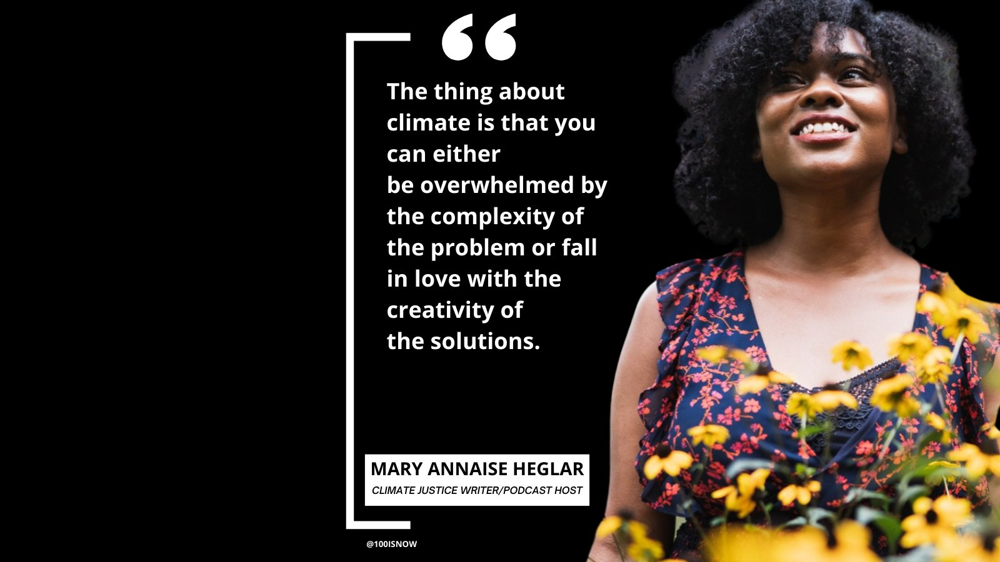 “
The thing about
climate is that you
can either
be overwhelmed by
the complexity of
the problem or fall
in love with the
creativity of
the solutions.
MARY ANNAISE HEGLAR
CLIMATE JUSTICE WRITER/PODCAST HOST
@100ISNOW